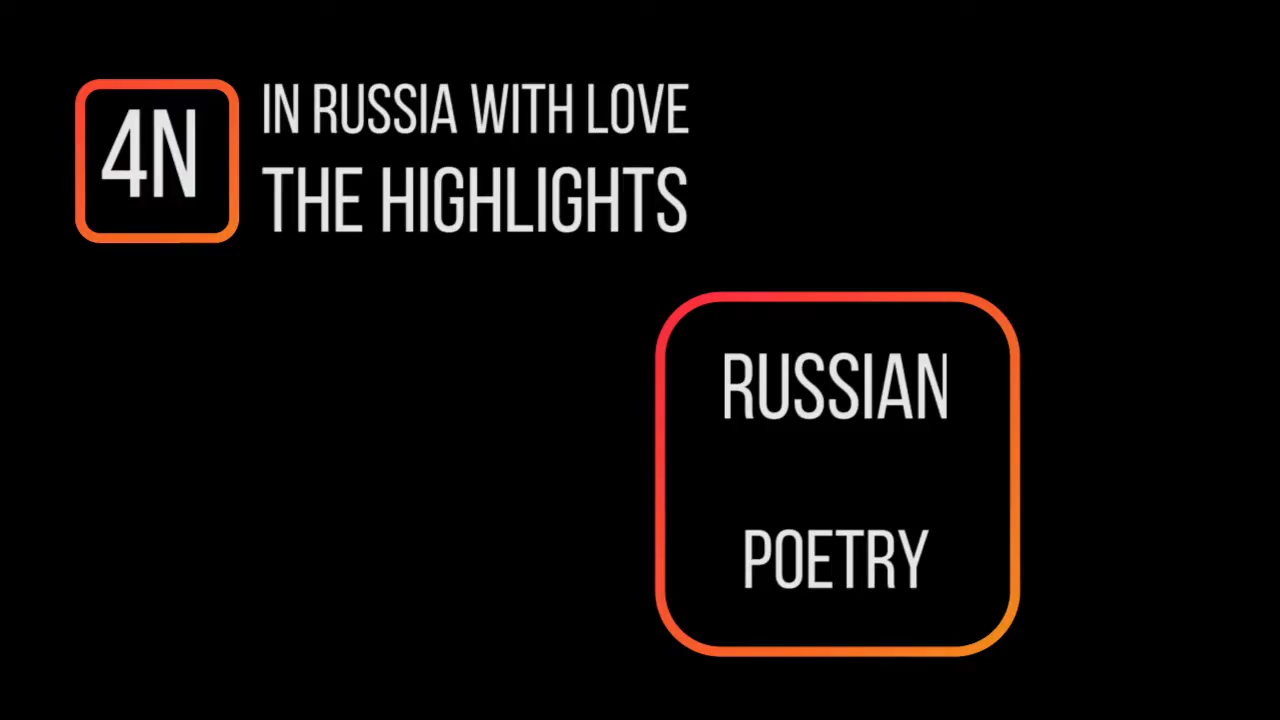 4N
IN RUSSIA WITH LOVE
THE HIGHLIGHTS
RUSSIAN
POETRY